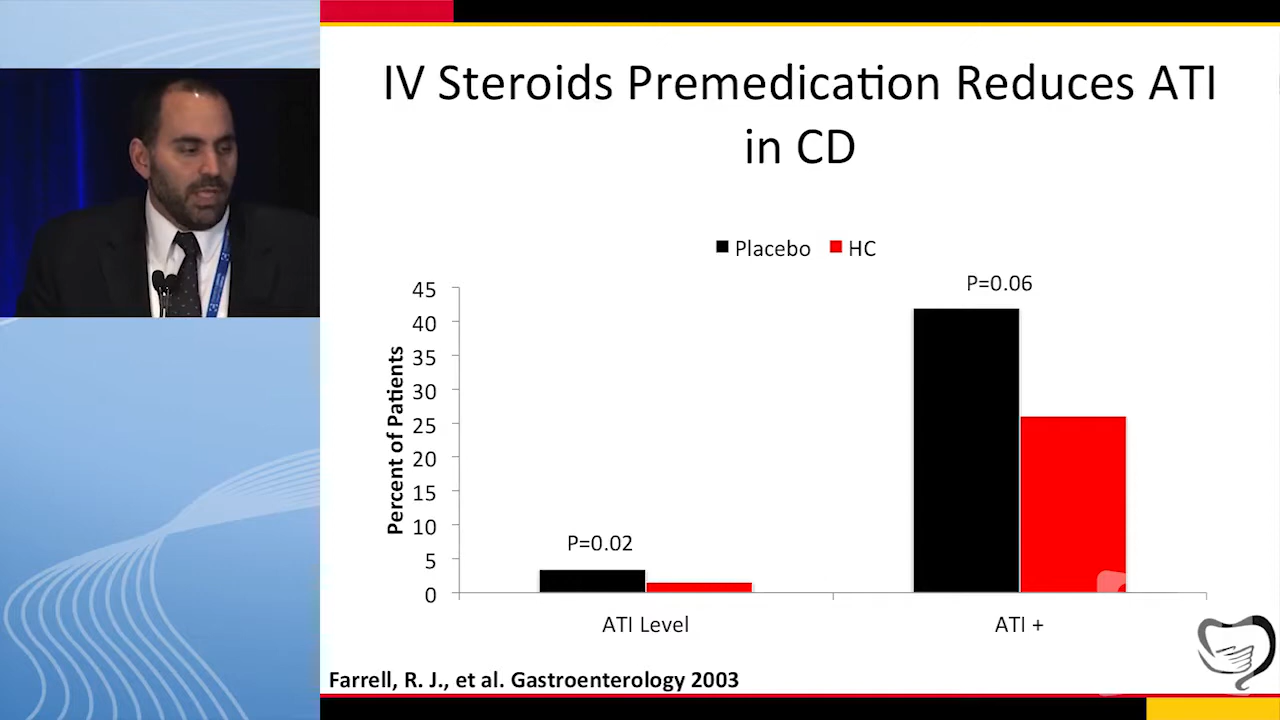 IV Steroids Premedication Reduces ATI
in CD
Placebo HC
P=0.06
45
40
35
30
25
20
15
10
5
0
Percent of Patients
P=0.02
ATI Level
ATI +
Farrell, R. J., et al. Gastroenterology 2003